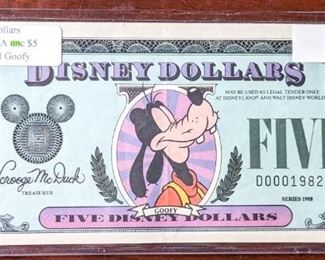 ollars
A unc $5
l Goofy
DISNEY DOLLARS
MAY BE USED AS LEGAL TENDER ONLY
AT DISNEYLAND AND WALT DISNEY WORLD
FIVE
D0001982
Scrooge McDuck
TREASURER
SERIES 1988
GOOFY
FIVE DISNEY DOLLARS